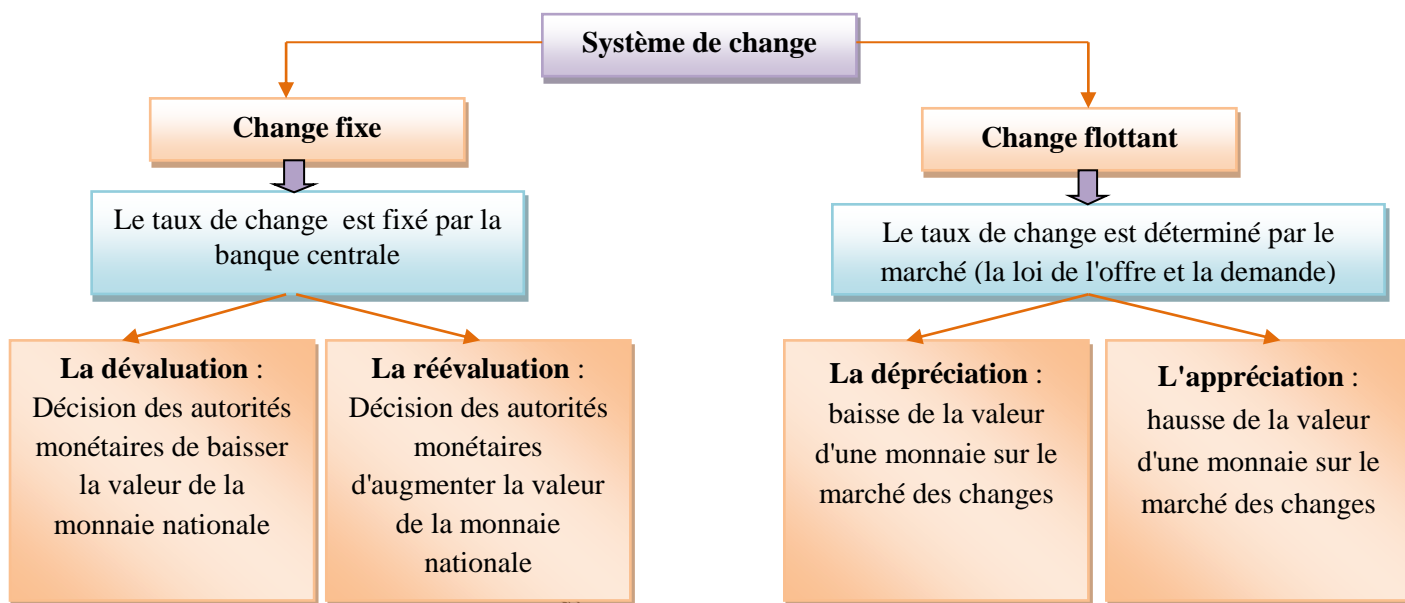 Système de change
Change fixe
Le taux de change est fixé par la
banque centrale
La dévaluation :
Décision des autorités
monétaires de baisser
la valeur de la
monnaie nationale
La réévaluation :
Décision des autorités
monétaires
d'augmenter la valeur
de la monnaie
nationale
Change flottant
Le taux de change est déterminé par le
marché (la loi de l'offre et la demande)
La dépréciation :
baisse de la valeur
d'une monnaie sur le
marché des changes
L'appréciation :
hausse de la valeur
d'une monnaie sur le
marché des changes